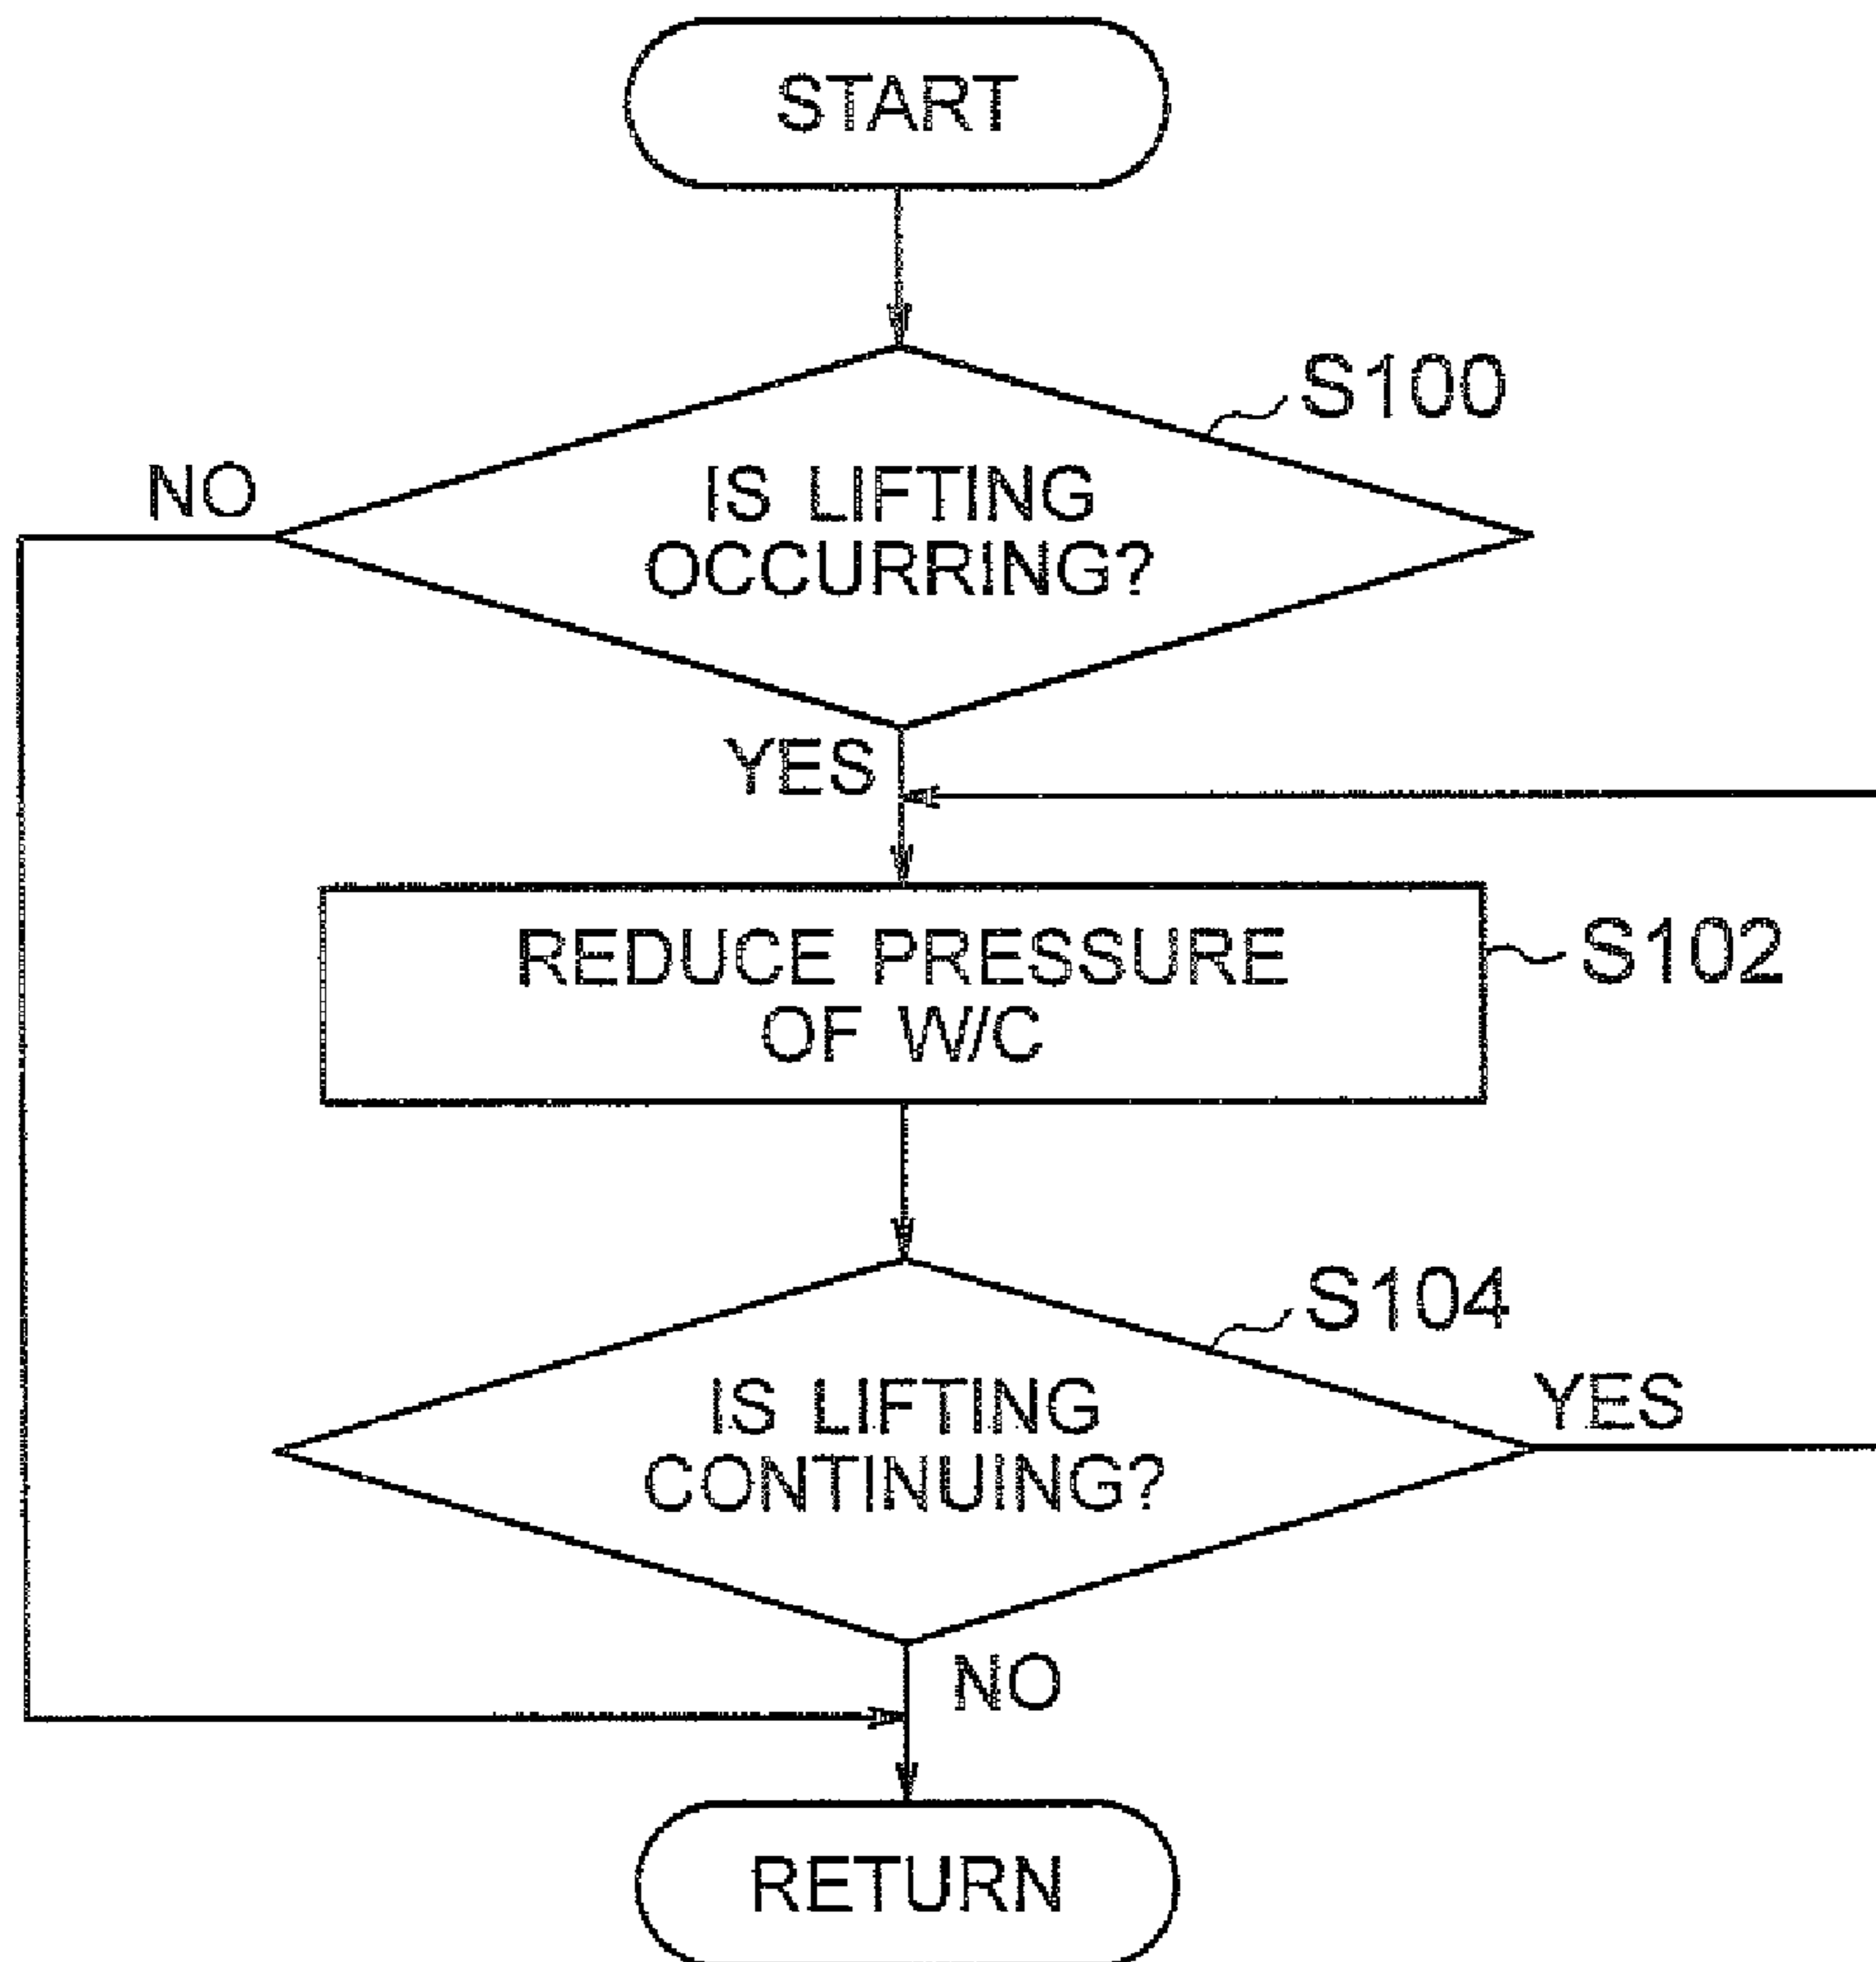 START
S100
NO
IS LIFTING
OCCURRING?
YES
REDUCE PRESSURE
OF W/C
S102
S104
IS LIFTING
CONTINUING?
YES
NO
RETURN